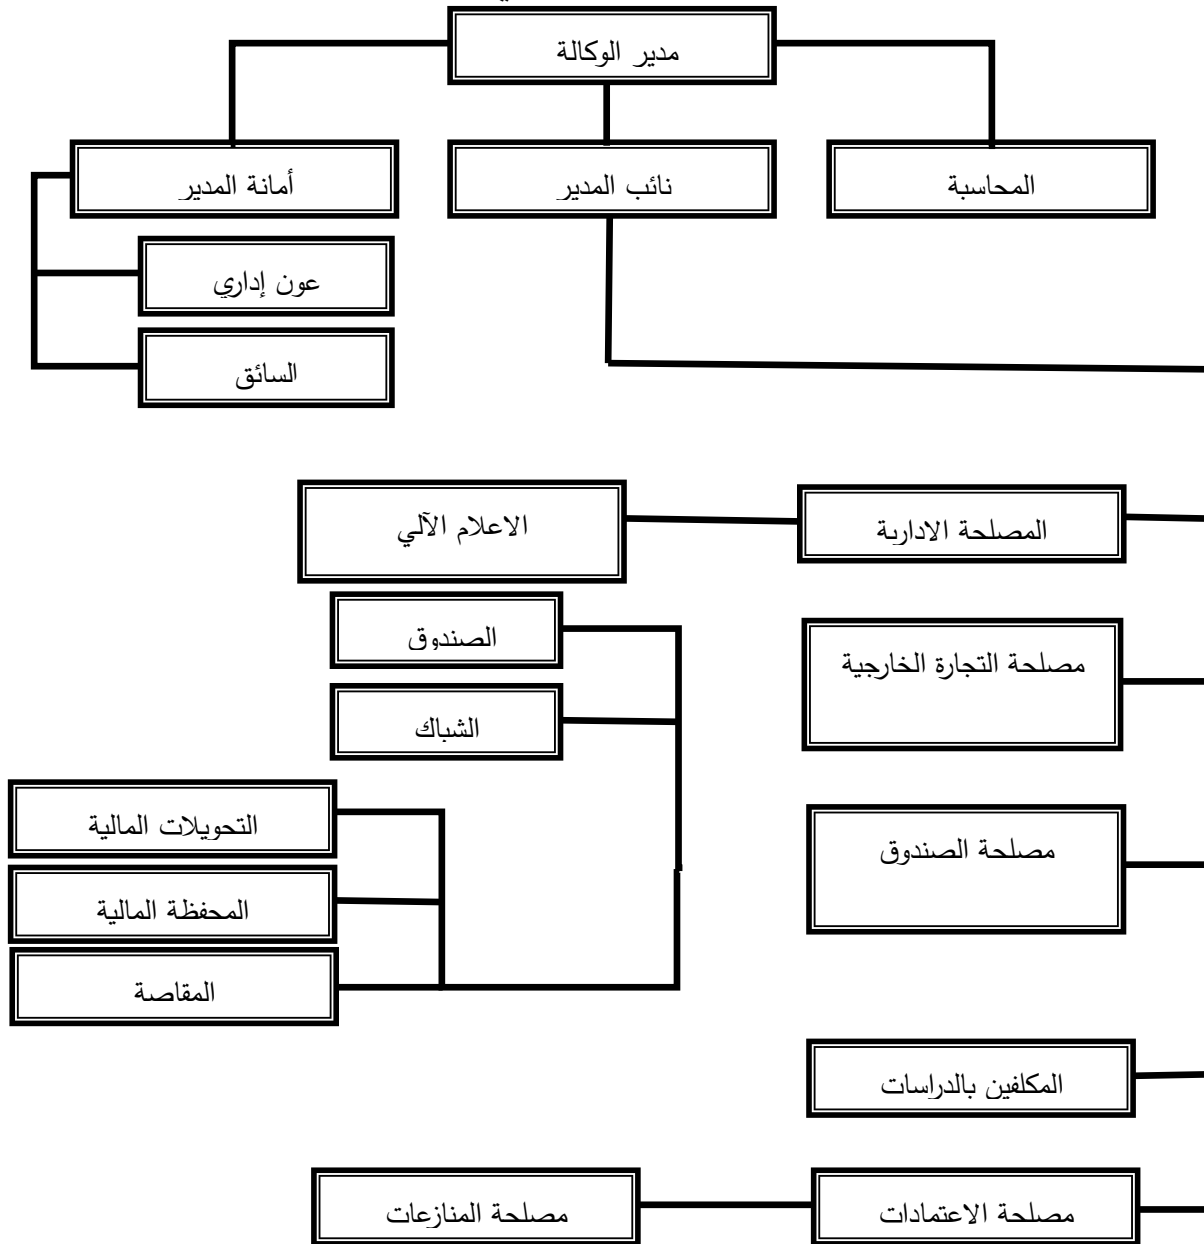 مدير الوكالة
المحاسبة
نائب المدير
أمانة المدير
عون إداري
السائق
المصلحة الادارية
الاعلام الآلي
الصندوق
مصلحة التجارة الخارجية
الشباك
مصلحة الصندوق
التحويلات المالية
المحفظة المالية
المقاصة
المكلفين بالدراسات
مصلحة الاعتمادات
مصلحة المنازعات